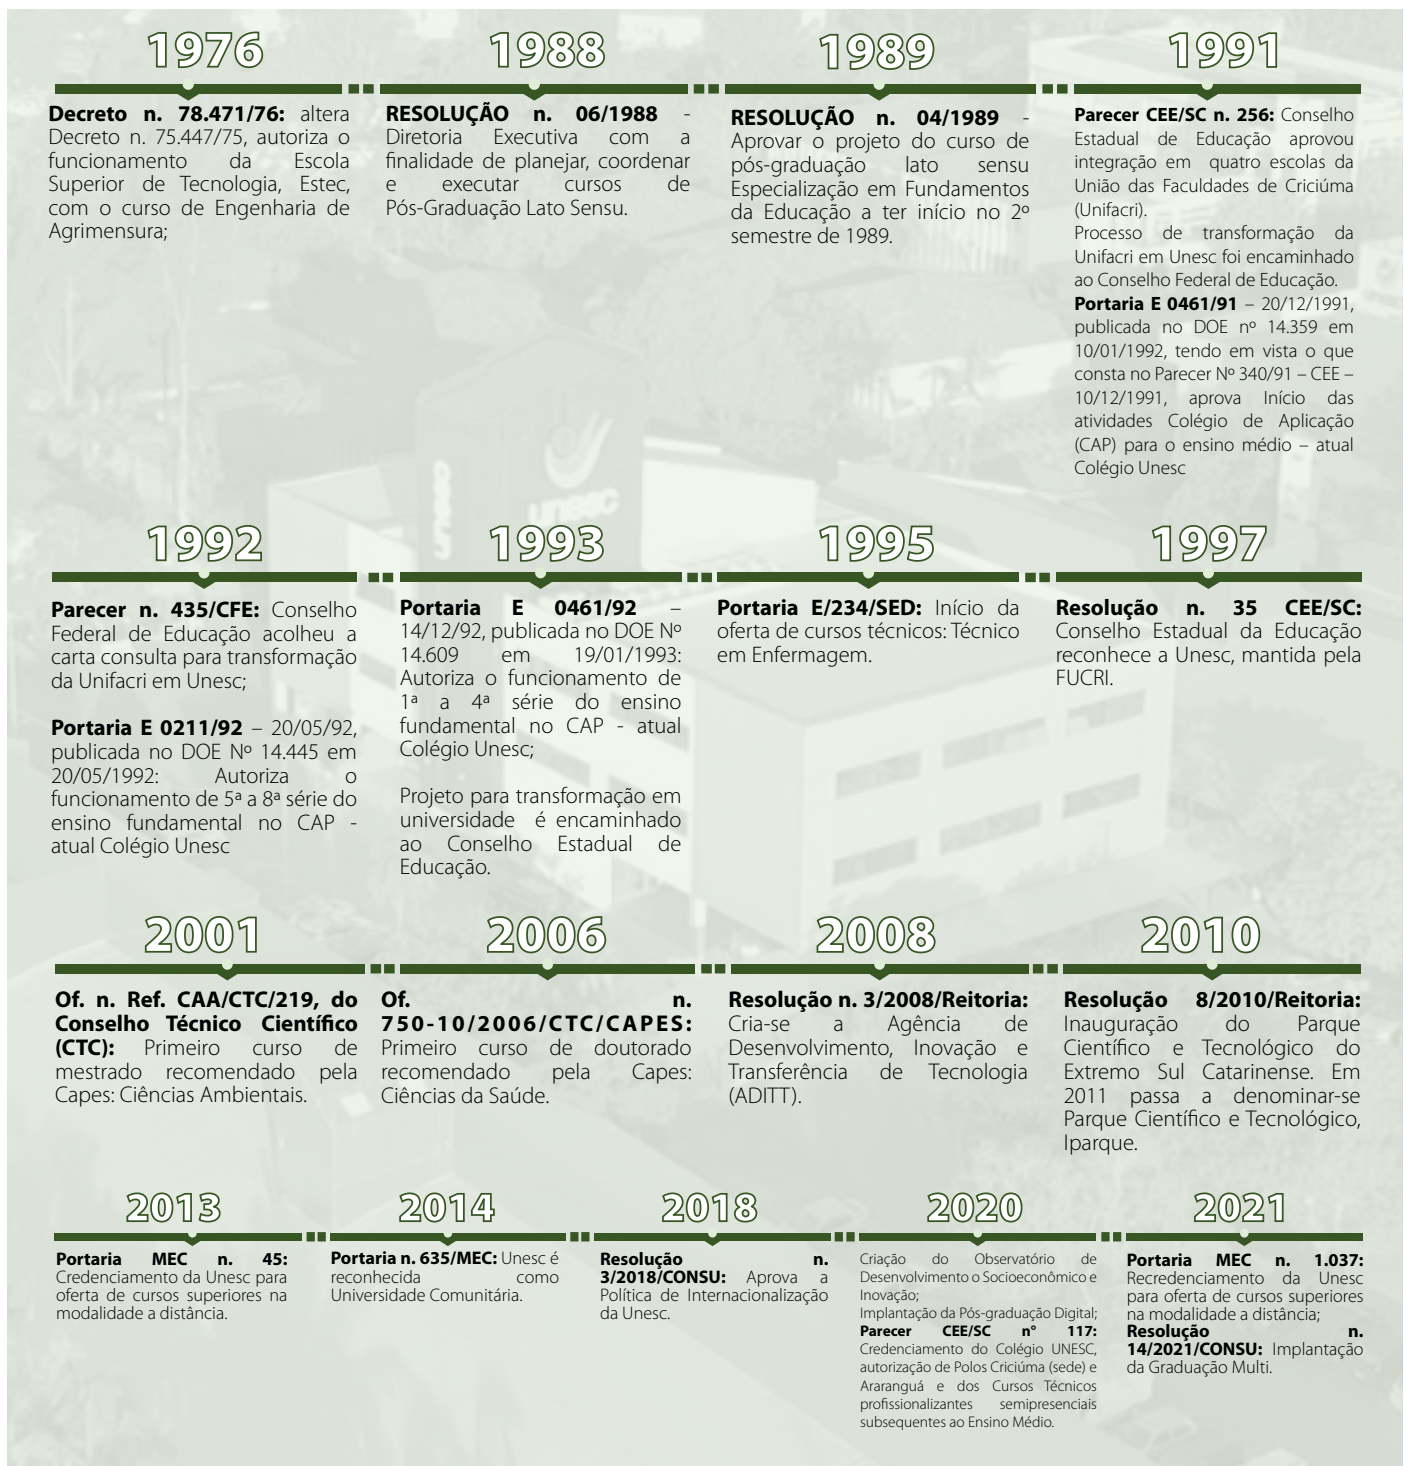 1976
Decreto n. 78.471/76: altera
Decreto n. 75.447/75, autoriza o
funcionamento da Escola
Superior de Tecnologia, Estec,
com o curso de Engenharia de
Agrimensura;
1988
RESOLUÇÃO n. 06/1988 -
Diretoria Executiva com a
finalidade de planejar, coordenar
e executar cursos de
Pós-Graduação Lato Sensu.
1989
RESOLUÇÃO n. 04/1989 -
Aprovar o projeto do curso de
pós-graduação lato sensu
Especialização em Fundamentos
da Educação a ter início no 2º
semestre de 1989.
1991
Parecer CEE/SC n. 256: Conselho
Estadual de Educação aprovou
integração em quatro escolas da
União das Faculdades de Criciúma
(Unifacri).
Processo de transformação da
Unifacri em Unesc foi encaminhado
ao Conselho Federal de Educação.
Portaria E 0461/91 – 20/12/1991,
publicada no DOE nº 14.359 em
10/01/1992, tendo em vista o que
consta no Parecer Nº 340/91 – CEE –
10/12/1991, aprova Início das
atividades Colégio de Aplicação
(CAP) para o ensino médio – atual
Colégio Unesc
unesc
unesc
1992
Parecer n. 435/CFE: Conselho
Federal de Educação acolheu a
carta consulta para transformação
da Unifacri em Unesc;
Portaria E 0211/92 – 20/05/92,
publicada no DOE Nº 14.445 em
20/05/1992: Autoriza o
funcionamento de 5ª a 8ª série do
ensino fundamental no CAP -
atual Colégio Unesc
1993
Portaria E 0461/92 –
14/12/92, publicada no DOE Nº
14.609 em 19/01/1993:
Autoriza o funcionamento de
1ª a 4ª série do ensino
fundamental no CAP - atual
Colégio Unesc;
Projeto para transformação em
universidade é encaminhado
ao Conselho Estadual de
Educação.
1995
Portaria E/234/SED: Início da
oferta de cursos técnicos: Técnico
em Enfermagem.
1997
Resolução n. 35 CEE/SC:
Conselho Estadual da Educação
reconhece a Unesc, mantida pela
FUCRI.
2001
Of. n. Ref. CAA/CTC/219, do
Conselho Técnico Científico
(CTC): Primeiro curso de
mestrado recomendado pela
Capes: Ciências Ambientais.
2006
Of. n.
750-10/2006/CTC/CAPES:
Primeiro curso de doutorado
recomendado pela Capes:
Ciências da Saúde.
2008
Resolução n. 3/2008/Reitoria:
Cria-se a Agência de
Desenvolvimento, Inovação e
Transferência de Tecnologia
(ADITT).
2010
Resolução 8/2010/Reitoria:
Inauguração do Parque
Científico e Tecnológico do
Extremo Sul Catarinense. Em
2011 passa a denominar-se
Parque Científico e Tecnológico,
Iparque.
2013
Portaria MEC n. 45:
Credenciamento da Unesc para
oferta de cursos superiores na
modalidade a distância.
2014
Portaria n. 635/MEC: Unesc é
reconhecida como
Universidade Comunitária.
2018
Resolução n.
3/2018/CONSU: Aprova a
Política de Internacionalização
da Unesc.
2020
Criação do Observatório de
Desenvolvimento o Socioeconômico e
Inovação;
Implantação da Pós-graduação Digital;
Parecer CEE/SC n° 117:
Credenciamento do Colégio UNESC,
autorização de Polos Criciúma (sede) e
Araranguá e dos Cursos Técnicos
profissionalizantes semipresenciais
subsequentes ao Ensino Médio.
2021
Portaria MEC n. 1.037:
Recredenciamento da Unesc
para oferta de cursos superiores
na modalidade a distância;
Resolução n.
14/2021/CONSU: Implantação
da Graduação Multi.